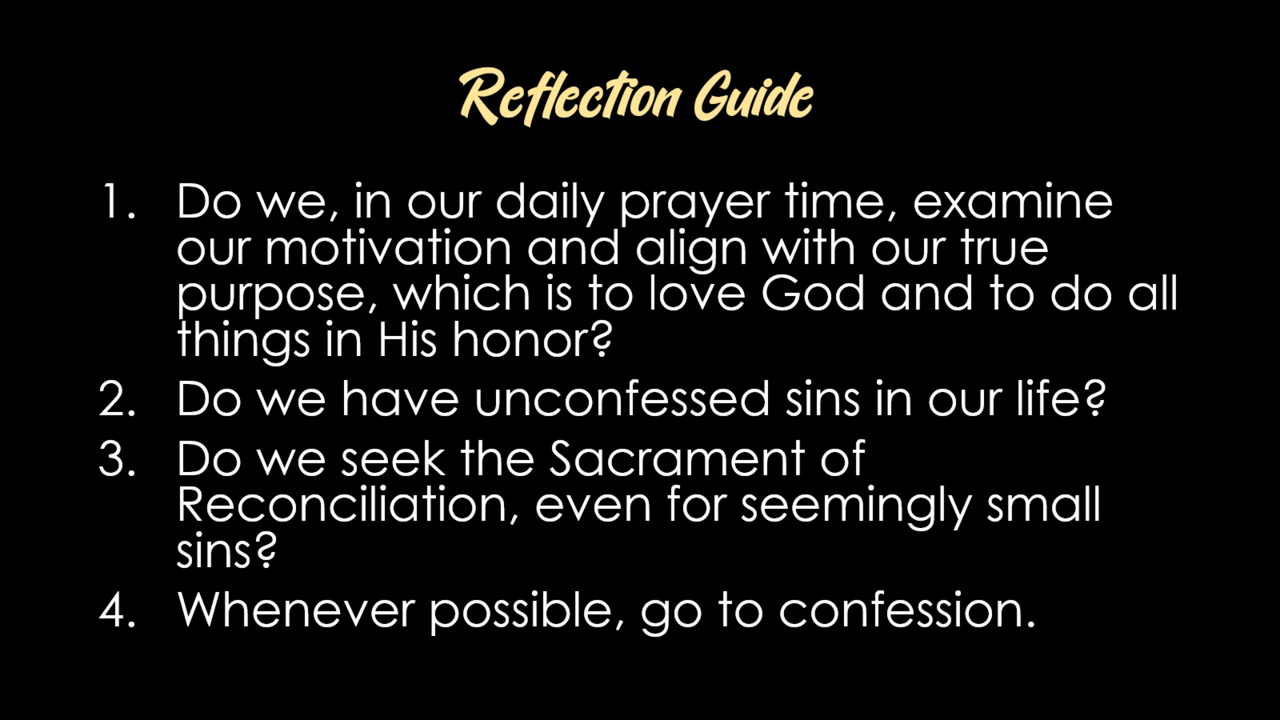 Reflection Guide
1. Do we, in our daily prayer time, examine
our motivation and align with our true
purpose, which is to love God and to do all
things in His honor?
2. Do we have unconfessed sins in our life?
3. Do we seek the Sacrament of
Reconciliation, even for seemingly small
sins?
4. Whenever possible, go to confession.